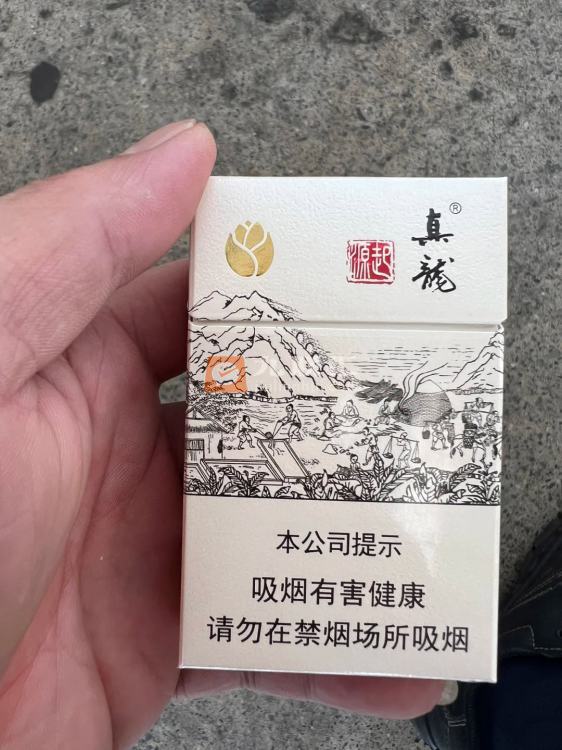 真龍®
起源
本公司提示
吸烟有害健康
请勿在禁烟场所吸烟